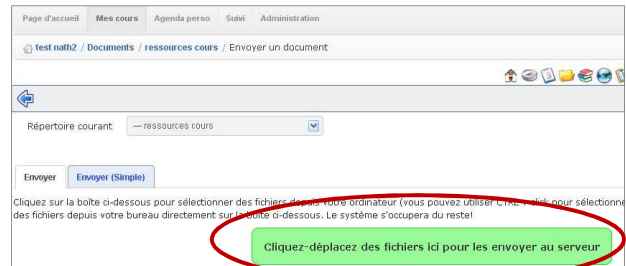 Page d'accueil Mes cours Agenda perso Suivi Administration
test nath2 / Documents / ressources cours / Envoyer un document
Répertoire courant — ressources cours
Envoyer Envoyer (Simple)
Cliquez sur la boîte ci-dessous pour sélectionner des fichiers depuis votre ordinateur (vous pouvez utiliser CTRL + click pour sélectionne
des fichiers depuis votre bureau directement sur la boîte ci-dessous. Le système s'occupera du reste!
Cliquez-déplacez des fichiers ici pour les envoyer au serveur